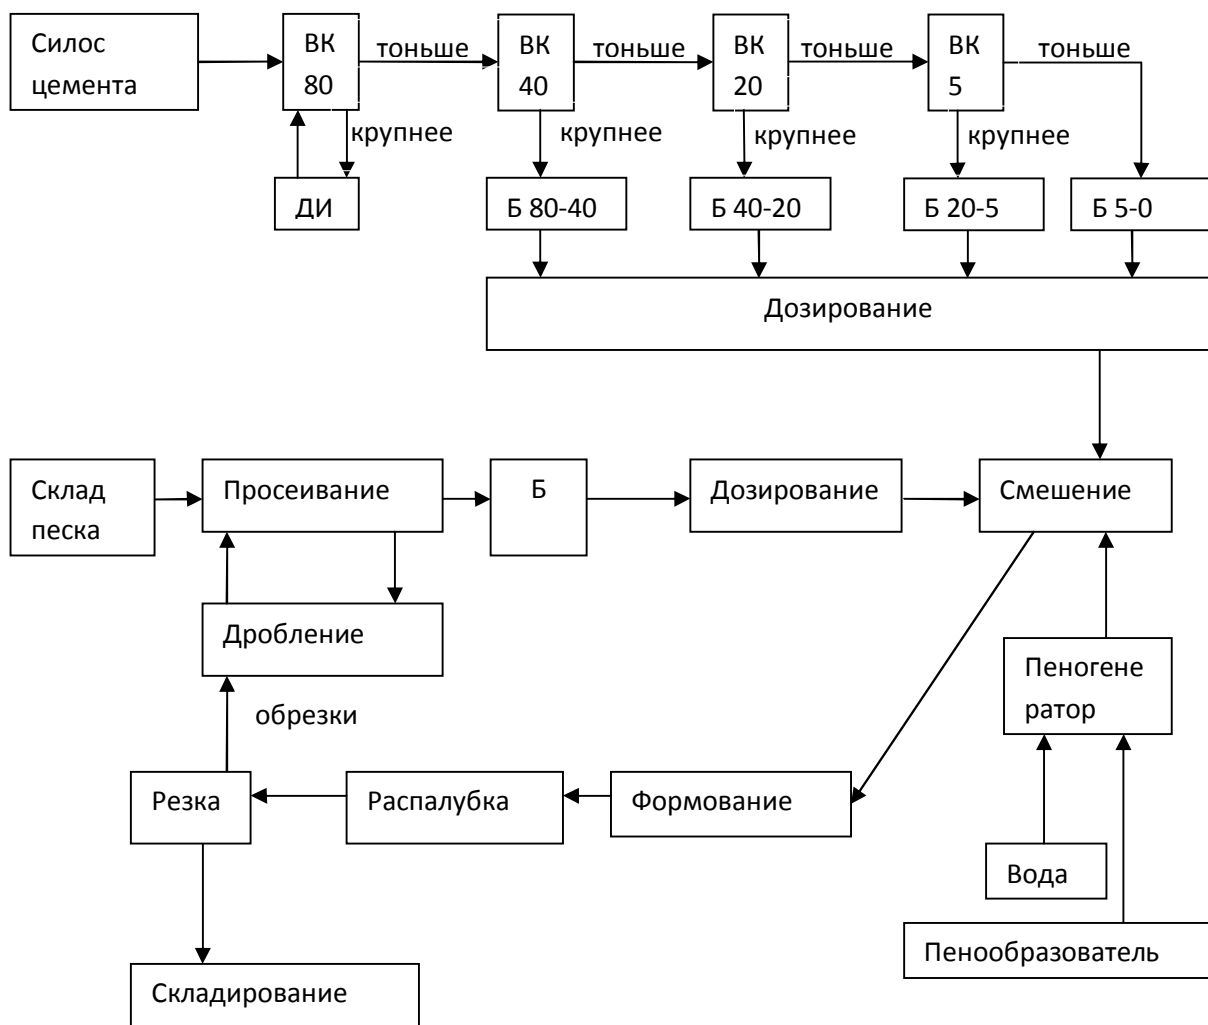 Силос
цемента
ВК
80
тоньше
ВК
40
тоньше
ВК
20
тоньше
ВК
5
тоньше
крупнее
крупнее
крупнее
крупнее
ДИ
Б 80-40
Б 40-20
Б 20-5
Б 5-0
Дозирование
Склад
песка
Просеивание
Б
Дозирование
Смешение
Дробление
Пеногене
ратор
обрезки
Резка
Распалубка
Формование
Вода
Пенообразователь
Складирование